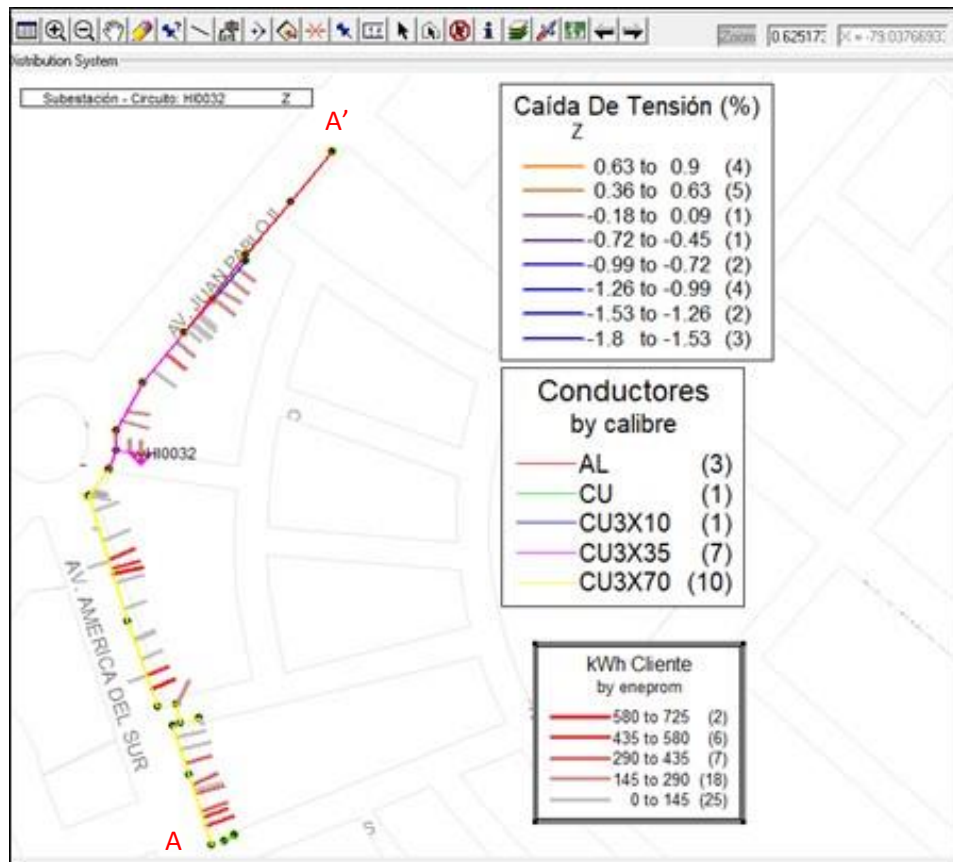 Zoom 0.625173 X = -79.03766933
istribution System
Subestación - Circuito: HI0032 Z
A'
AV. JUAN PABLO II
C
HI0032
AV. AMERICA DEL SUR
S.
A
Caída De Tensión (%)
Z
0.63 to 0.9 (4)
0.36 to 0.63 (5)
-0.18 to 0.09 (1)
-0.72 to -0.45 (1)
-0.99 to -0.72 (2)
-1.26 to -0.99 (4)
-1.53 to -1.26 (2)
-1.8 to -1.53 (3)
Conductores
by calibre
AL (3)
CU (1)
CU3X10 (1)
CU3X35 (7)
CU3X70 (10)
kWh Cliente
by eneprom
580 to 725 (2)
435 to 580 (6)
290 to 435 (7)
145 to 290 (18)
0 to 145 (25)